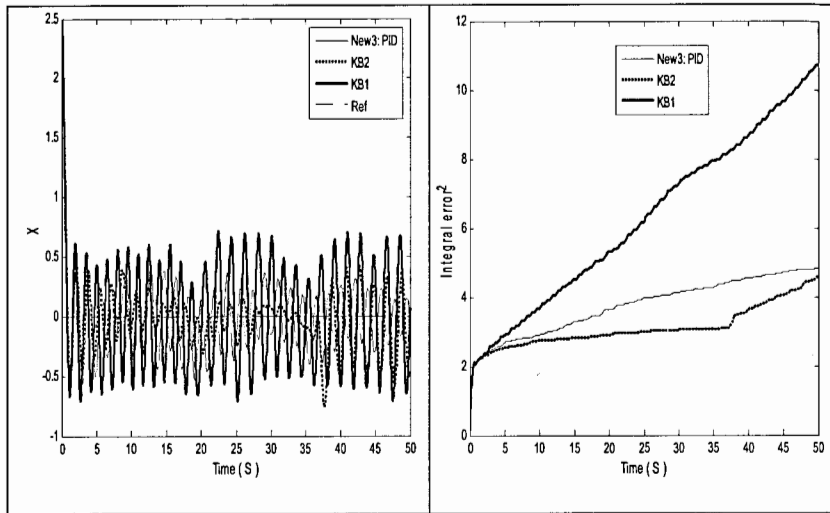 2.5
2
1.5
1
0.5
0
-0.5
-1
X
New3: PID
KB2
KB1
Ref
0 5 10 15 20 25 30 35 40 45 50
Time ( S )
12
10
8
6
4
2
0
Integral error²
New3: PID
KB2
KB1
0 5 10 15 20 25 30 35 40 45 50
Time ( S )